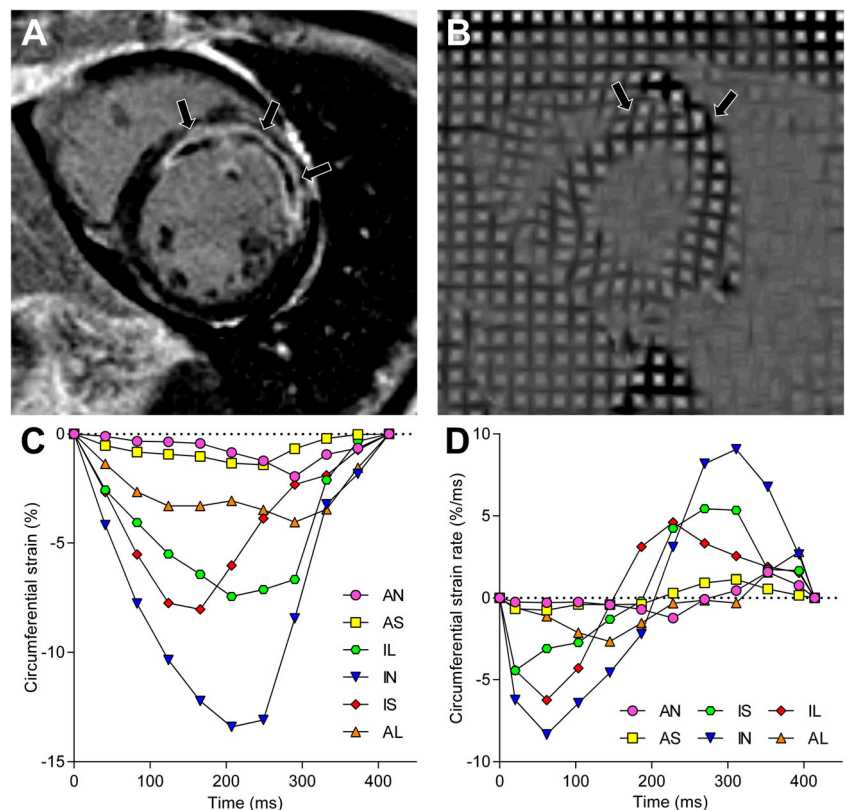 A
B
C
Circumferential strain (%)
0
-5
-10
-15
0
100
200
300
400
Time (ms)
AN
AS
IL
IN
IS
AL
D
Circumferential strain rate (%/ms)
10
5
0
-5
-10
0
100
200
300
400
Time (ms)
AN IS IL
AS IN AL